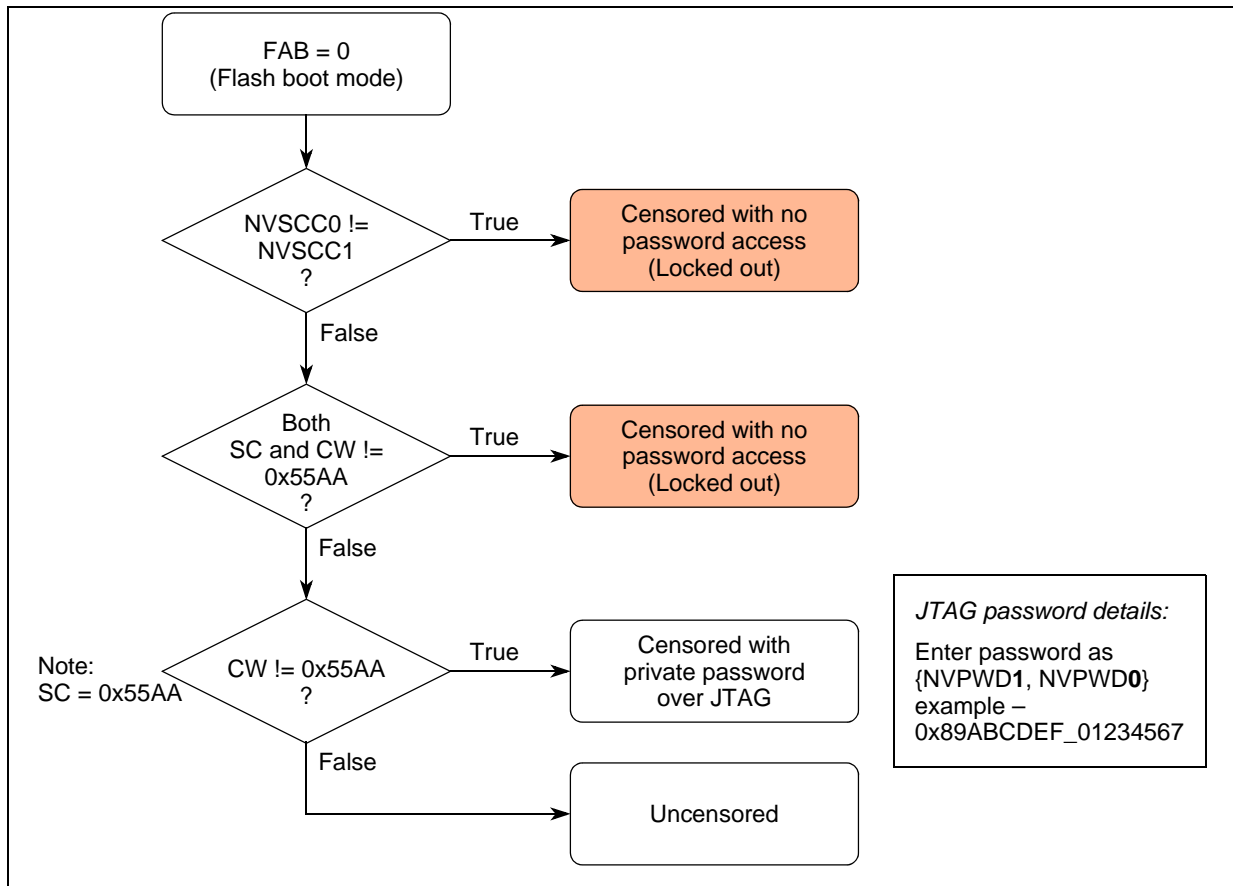 FAB = 0
(Flash boot mode)
NVSCC0 !=
NVSCC1
?
True
Censored with no
password access
(Locked out)
False
Both
SC and CW !=
0x55AA
?
True
Censored with no
password access
(Locked out)
False
Note:
SC = 0x55AA
CW != 0x55AA
?
True
Censored with
private password
over JTAG
False
Uncensored
JTAG password details:
Enter password as
{NVPWD1, NVPWD0}
example –
0x89ABCDEF_01234567